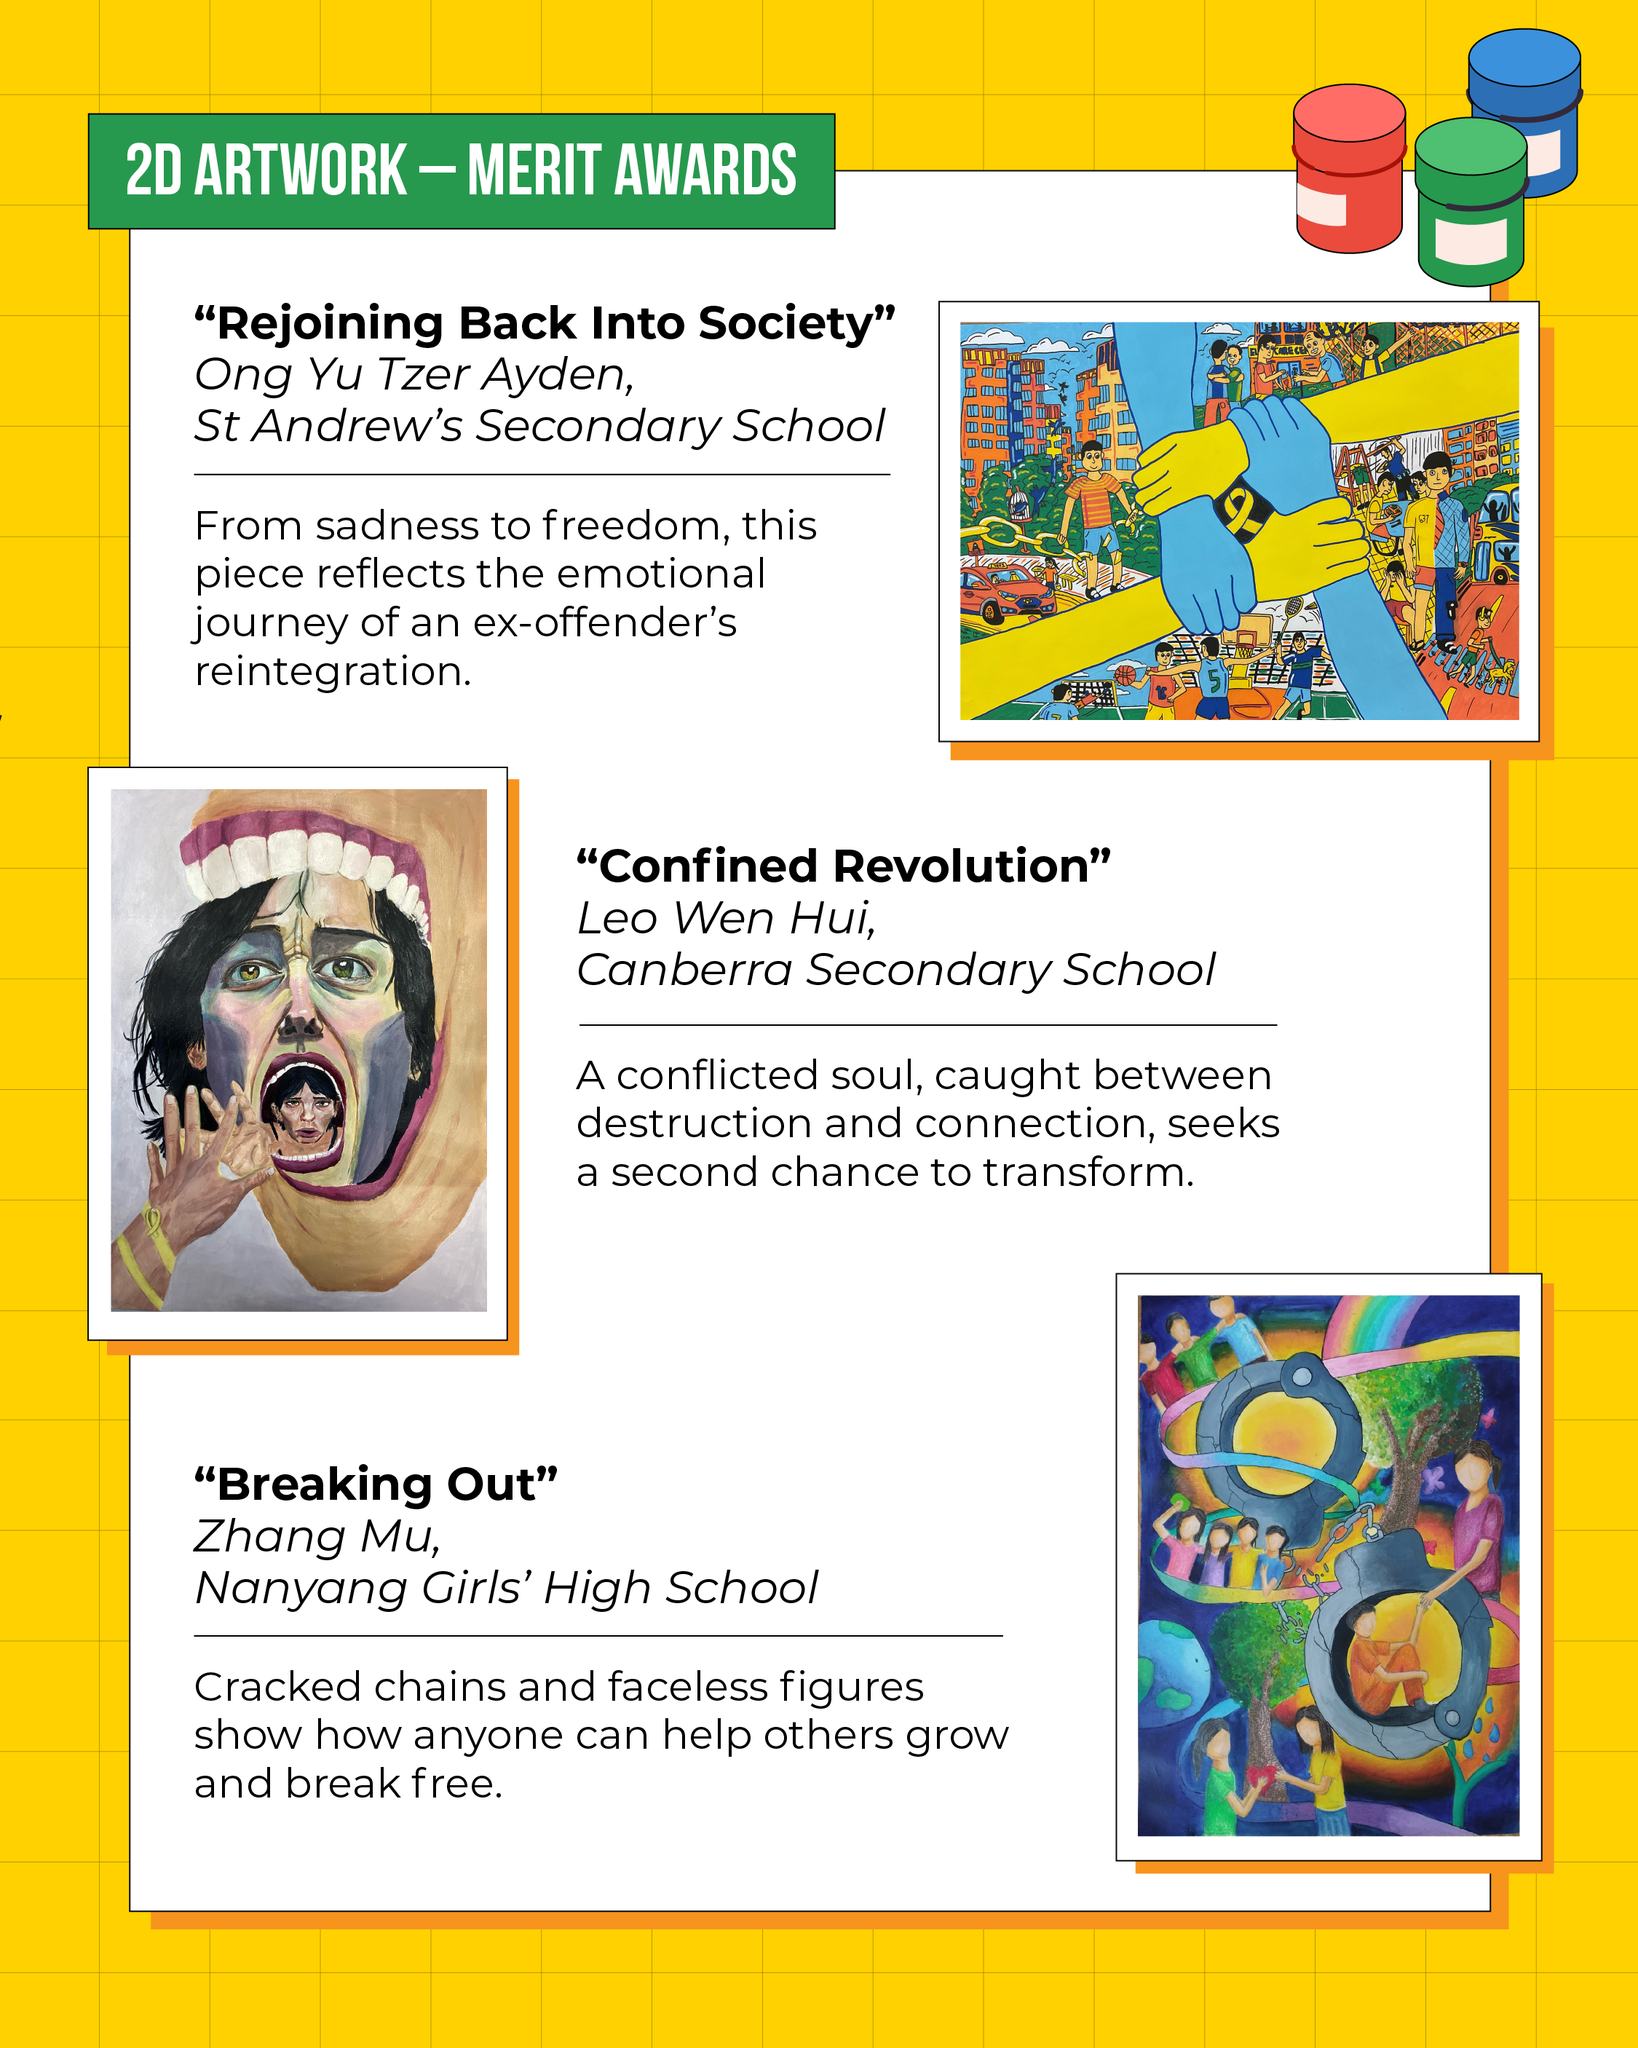 2D ARTWORK – MERIT AWARDS
“Rejoining Back Into Society”
Ong Yu Tzer Ayden,
St Andrew’s Secondary School
From sadness to freedom, this
piece reflects the emotional
journey of an ex-offender’s
reintegration.
5
“Confined Revolution”
Leo Wen Hui,
Canberra Secondary School
A conflicted soul, caught between
destruction and connection, seeks
a second chance to transform.
“Breaking Out”
Zhang Mu,
Nanyang Girls’ High School
Cracked chains and faceless figures
show how anyone can help others grow
and break free.